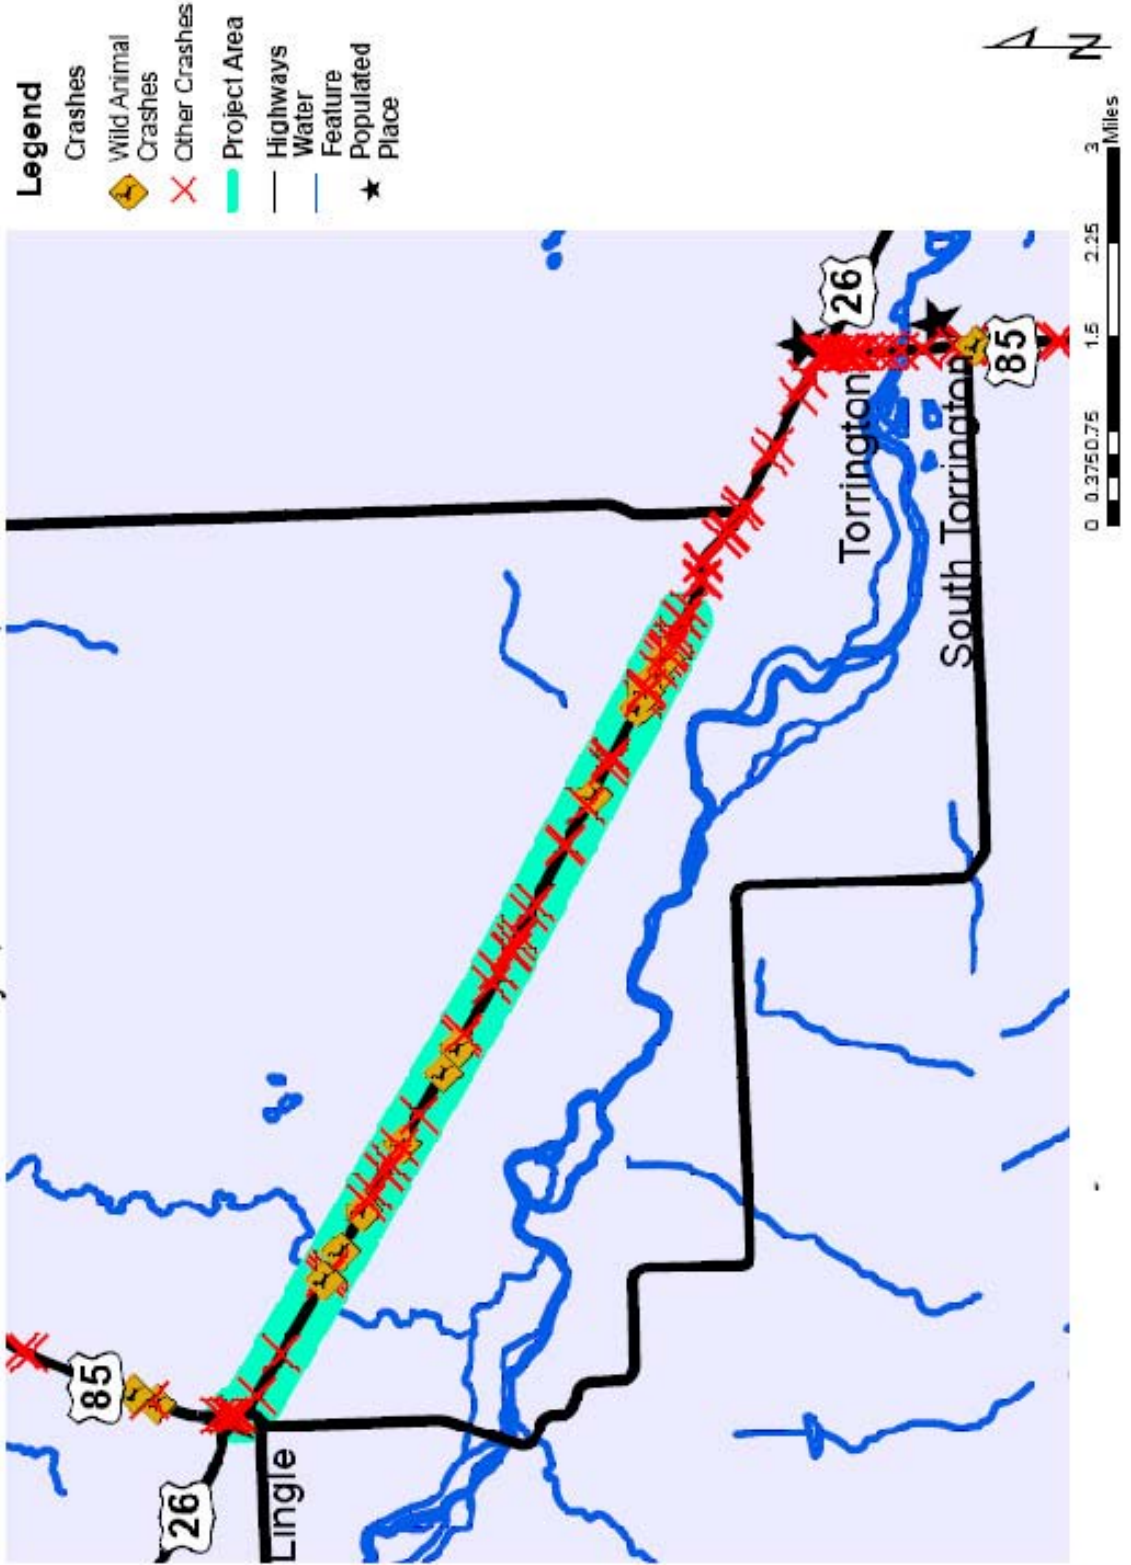 Legend
Crashes
Wild Animal
Crashes
Other Crashes
Project Area
Highways
Water
Feature
Populated
Place
N
85
26
Lingle
26
Torrington
South Torrington
85
0 0.375 0.75 1.5 2.25 3
Miles